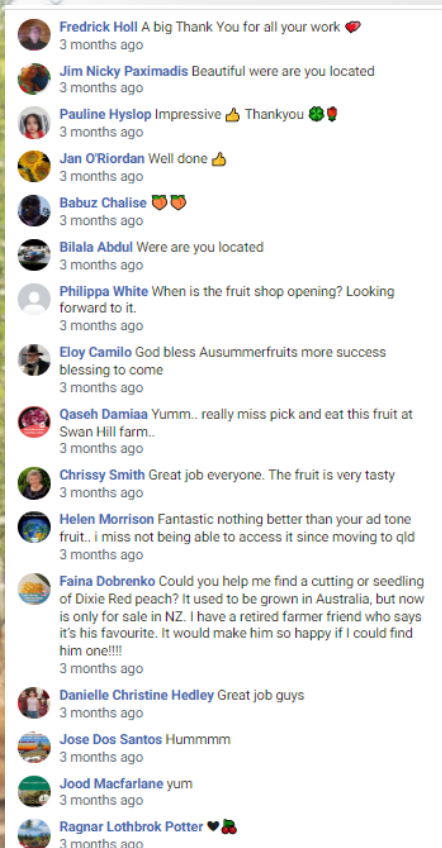 Fredrick Holl A big Thank You for all your work
3 months ago
Jim Nicky Paximadis Beautiful were are you located
3 months ago
Pauline Hyslop Impressive 👍 Thankyou 🍀🌹
3 months ago
Jan O'Riordan Well done 👍
3 months ago
Babuz Chalise 🍑🍑
3 months ago
Bilala Abdul Were are you located
3 months ago
Philippa White When is the fruit shop opening? Looking
forward to it.
3 months ago
Eloy Camilo God bless Ausummerfruits more success
blessing to come
3 months ago
Qaseh Damiaa Yumm.. really miss pick and eat this fruit at
Swan Hill farm..
3 months ago
Chrissy Smith Great job everyone. The fruit is very tasty
3 months ago
Helen Morrison Fantastic nothing better than your ad tone
fruit.. i miss not being able to access it since moving to qld
3 months ago
Faina Dobrenko Could you help me find a cutting or seedling
of Dixie Red peach? It used to be grown in Australia, but now
is only for sale in NZ. I have a retired farmer friend who says
it's his favourite. It would make him so happy if I could find
him one!!!!
3 months ago
Danielle Christine Hedley Great job guys
3 months ago
Jose Dos Santos Hummmm
3 months ago
Jood Macfarlane yum
3 months ago
Ragnar Lothbrok Potter 🖤🍒
3 months ago